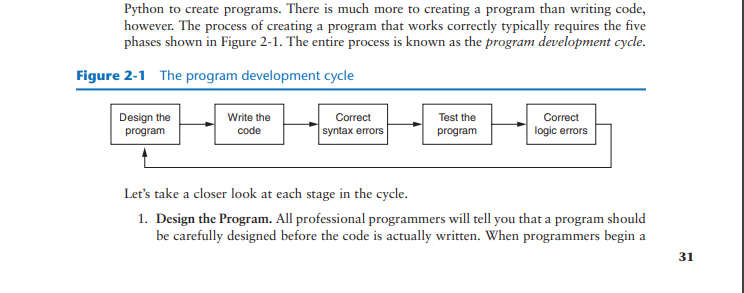 Python to create programs. There is much more to creating a program than writing code,
however. The process of creating a program that works correctly typically requires the five
phases shown in Figure 2-1. The entire process is known as the program development cycle.
Figure 2-1 The program development cycle
Design the
program
Write the
code
Correct
syntax errors
Test the
program
Correct
logic errors
Let’s take a closer look at each stage in the cycle.
1. Design the Program. All professional programmers will tell you that a program should
be carefully designed before the code is actually written. When programmers begin a
31